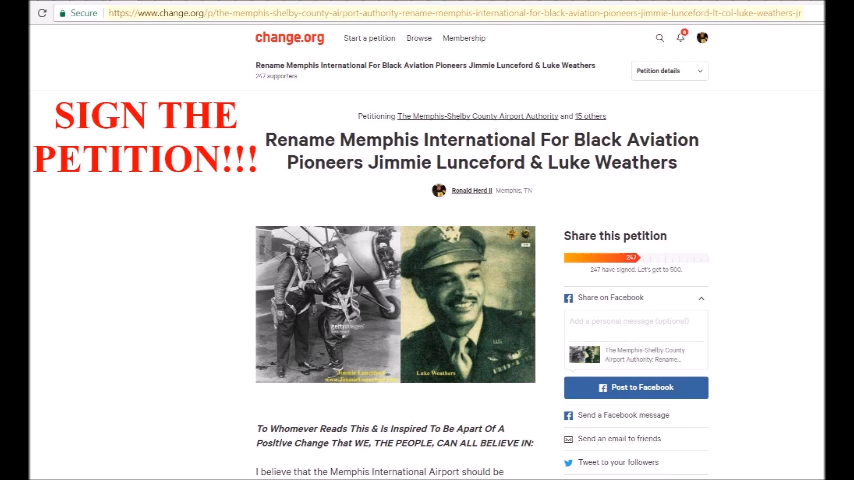 Secure https://www.change.org/p/the-memphis-shelby-county-airport-authority-rename-memphis-international-for-black-aviation-pioneers-jimmie-lunceford-lt-col-luke-weathers-jr
change.org Start a petition Browse Membership
Rename Memphis International For Black Aviation Pioneers Jimmie Lunceford & Luke Weathers
247 supporters
Petition details
SIGN THE
PETITION!!!
Petitioning The Memphis-Shelby County Airport Authority and 15 others
Rename Memphis International For Black Aviation
Pioneers Jimmie Lunceford & Luke Weathers
Ronald Herd II Memphis, TN
gettyimages
Jimmie Lunceford
Luke Weathers
Share this petition
247
247 have signed. Let's get to 500.
Share on Facebook
Add a personal message (optional)
The Memphis-Shelby County
Airport Authority: Rename...
Post to Facebook
Send a Facebook message
Send an email to friends
Tweet to your followers
To Whomever Reads This & Is Inspired To Be Apart Of A
Positive Change That WE, THE PEOPLE, CAN ALL BELIEVE IN:
I believe that the Memphis International Airport should be